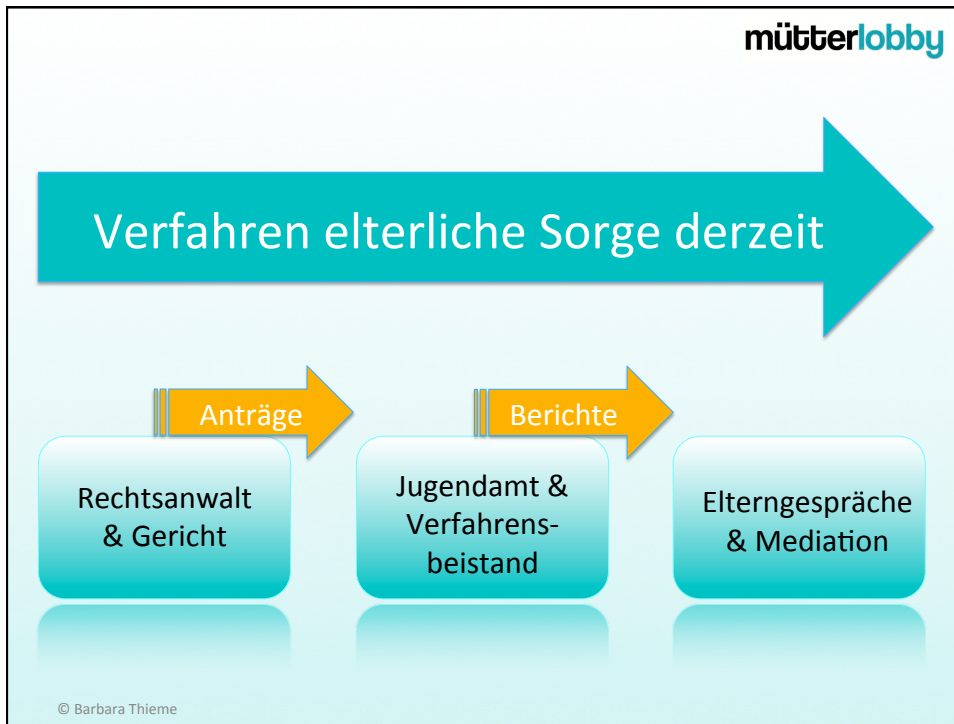 mütterlobby
Verfahren elterliche Sorge derzeit
Anträge
Berichte
Rechtsanwalt
& Gericht
Jugendamt &
Verfahrens-
beistand
Elterngespräche
& Mediation
© Barbara Thieme